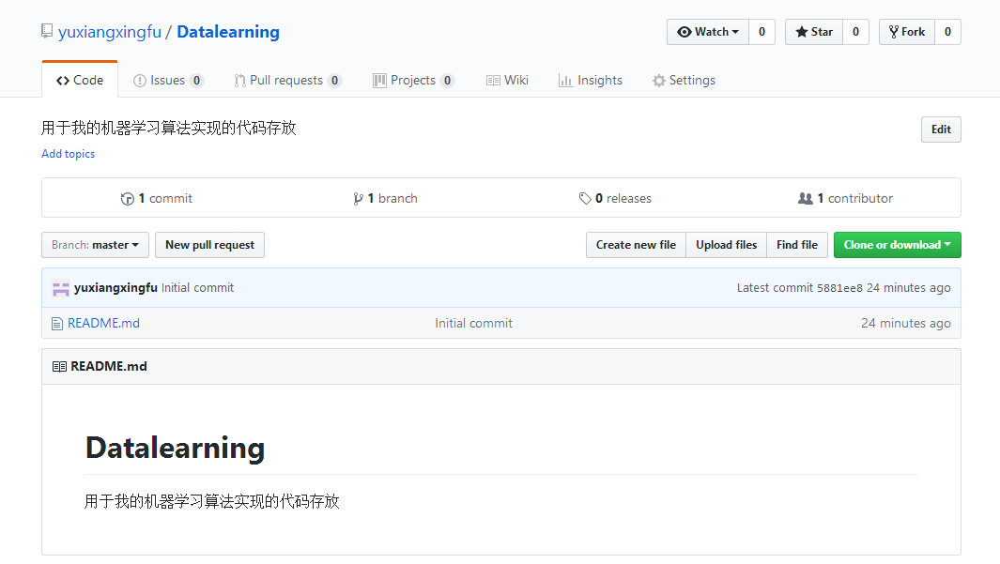 yuxiangxingfu / Datalearning
Watch 0 Star 0 Fork 0
Code Issues 0 Pull requests 0 Projects 0 Wiki Insights Settings
用于我的机器学习算法实现的代码存放
Edit
Add topics
1 commit 1 branch 0 releases 1 contributor
Branch: master New pull request Create new file Upload files Find file Clone or download
yuxiangxingfu Initial commit Latest commit 5881ee8 24 minutes ago
README.md Initial commit 24 minutes ago
README.md
Datalearning
用于我的机器学习算法实现的代码存放